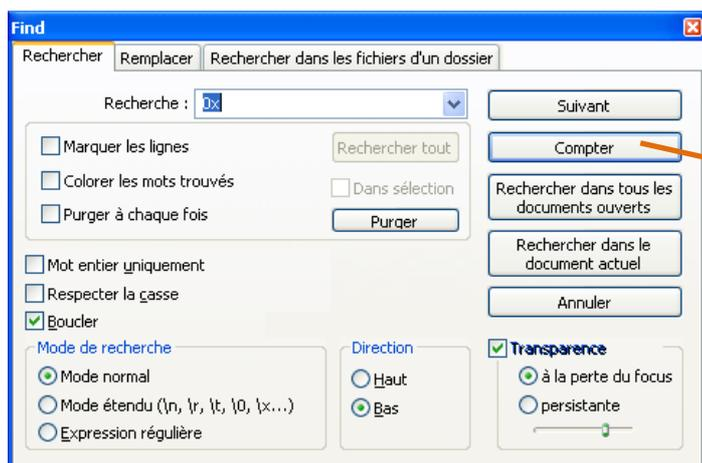 Find
Rechercher Remplacer Rechercher dans les fichiers d'un dossier
Recherche : 0x
Suivant
Marquer les lignes
Rechercher tout
Compter
Colorer les mots trouvés
Dans sélection
Rechercher dans tous les
documents ouverts
Purger à chaque fois
Purger
Rechercher dans le
document actuel
Mot entier uniquement
Respecter la casse
Annuler
Boucler
Mode de recherche
Direction
Transparence
Mode normal
Haut
à la perte du focus
Mode étendu (\n, \r, \t, \0, \x...)
Bas
persistante
Expression régulière